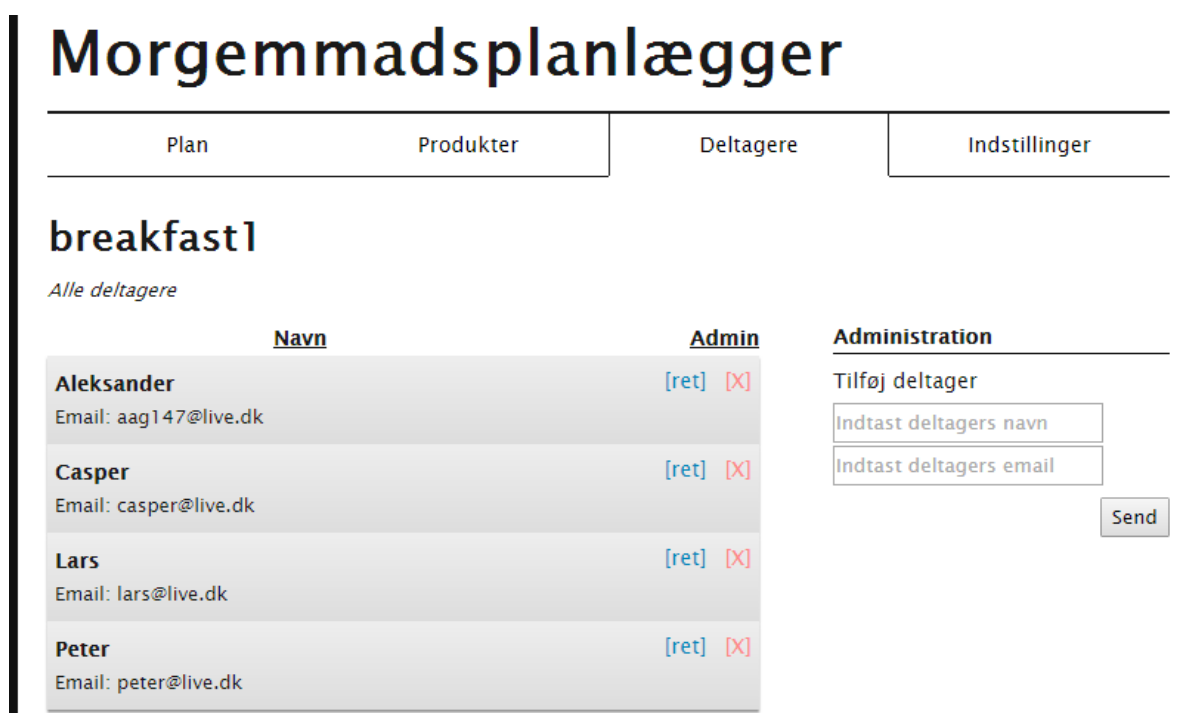 Morgemmadsplanlægger
Plan Produkter Deltagere Indstillinger
breakfast1
Alle deltagere
Navn Admin
Aleksander [ret] [X]
Email: aag147@live.dk
Casper [ret] [X]
Email: casper@live.dk
Lars [ret] [X]
Email: lars@live.dk
Peter [ret] [X]
Email: peter@live.dk
Administration
Tilføj deltager
Indtast deltagers navn
Indtast deltagers email
Send